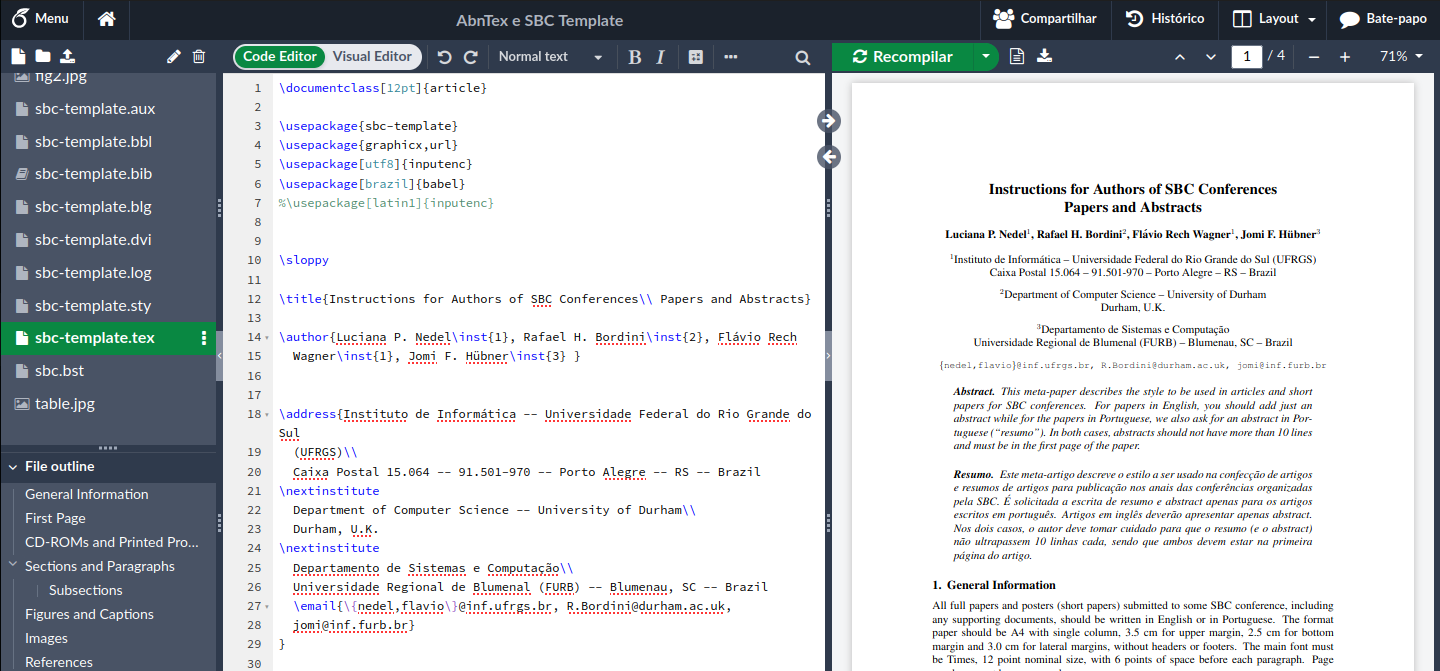 Menu
AbnTex e SBC Template
Compartilhar
Histórico
Layout
Bate-papo
Code Editor
Visual Editor
Normal text
B
I
Recompilar
1 / 4
71%
fig2.jpg
sbc-template.aux
sbc-template.bbl
sbc-template.bib
sbc-template.blg
sbc-template.dvi
sbc-template.log
sbc-template.sty
sbc-template.tex
sbc.bst
table.jpg
File outline
General Information
First Page
CD-ROMs and Printed Pro...
Sections and Paragraphs
Subsections
Figures and Captions
Images
References
1 \documentclass[12pt]{article}
2
3 \usepackage{sbc-template}
4 \usepackage{graphicx,url}
5 \usepackage[utf8]{inputenc}
6 \usepackage[brazil]{babel}
7 %\usepackage[latin1]{inputenc}
8
9
10 \sloppy
11
12 \title{Instructions for Authors of SBC Conferences\\ Papers and Abstracts}
13
14 \author{Luciana P. Nedel\inst{1}, Rafael H. Bordini\inst{2}, Flávio Rech
15 Wagner\inst{1}, Jomi F. Hübner\inst{3} }
16
17
18 \address{Instituto de Informática -- Universidade Federal do Rio Grande do
Sul
19 (UFRGS)\\
20 Caixa Postal 15.064 -- 91.501-970 -- Porto Alegre -- RS -- Brazil
21 \nextinstitute
22 Department of Computer Science -- University of Durham\\
23 Durham, U.K.
24 \nextinstitute
25 Departamento de Sistemas e Computação\\
26 Universidade Regional de Blumenal (FURB) -- Blumenau, SC -- Brazil
27 \email{\{nedel,flavio\}@inf.ufrgs.br, R.Bordini@durham.ac.uk,
28 jomi@inf.furb.br}
29 }
30
Instructions for Authors of SBC Conferences
Papers and Abstracts
Luciana P. Nedel1, Rafael H. Bordini2, Flávio Rech Wagner1, Jomi F. Hübner3
1Instituto de Informática – Universidade Federal do Rio Grande do Sul (UFRGS)
Caixa Postal 15.064 – 91.501-970 – Porto Alegre – RS – Brazil
2Department of Computer Science – University of Durham
Durham, U.K.
3Departamento de Sistemas e Computação
Universidade Regional de Blumenal (FURB) – Blumenau, SC – Brazil
{nedel,flavio}@inf.ufrgs.br, R.Bordini@durham.ac.uk, jomi@inf.furb.br
Abstract. This meta-paper describes the style to be used in articles and short
papers for SBC conferences. For papers in English, you should add just an
abstract while for the papers in Portuguese, we also ask for an abstract in Por-
tuguese (“resumo”). In both cases, abstracts should not have more than 10 lines
and must be in the first page of the paper.
Resumo. Este meta-artigo descreve o estilo a ser usado na confecção de artigos
e resumos de artigos para publicação nos anais das conferências organizadas
pela SBC. É solicitada a escrita de resumo e abstract apenas para os artigos
escritos em português. Artigos em inglês deverão apresentar apenas abstract.
Nos dois casos, o autor deve tomar cuidado para que o resumo (e o abstract)
não ultrapassem 10 linhas cada, sendo que ambos devem estar na primeira
página do artigo.
1. General Information
All full papers and posters (short papers) submitted to some SBC conference, including
any supporting documents, should be written in English or in Portuguese. The format
paper should be A4 with single column, 3.5 cm for upper margin, 2.5 cm for bottom
margin and 3.0 cm for lateral margins, without headers or footers. The main font must
be Times, 12 point nominal size, with 6 points of space before each paragraph. Page